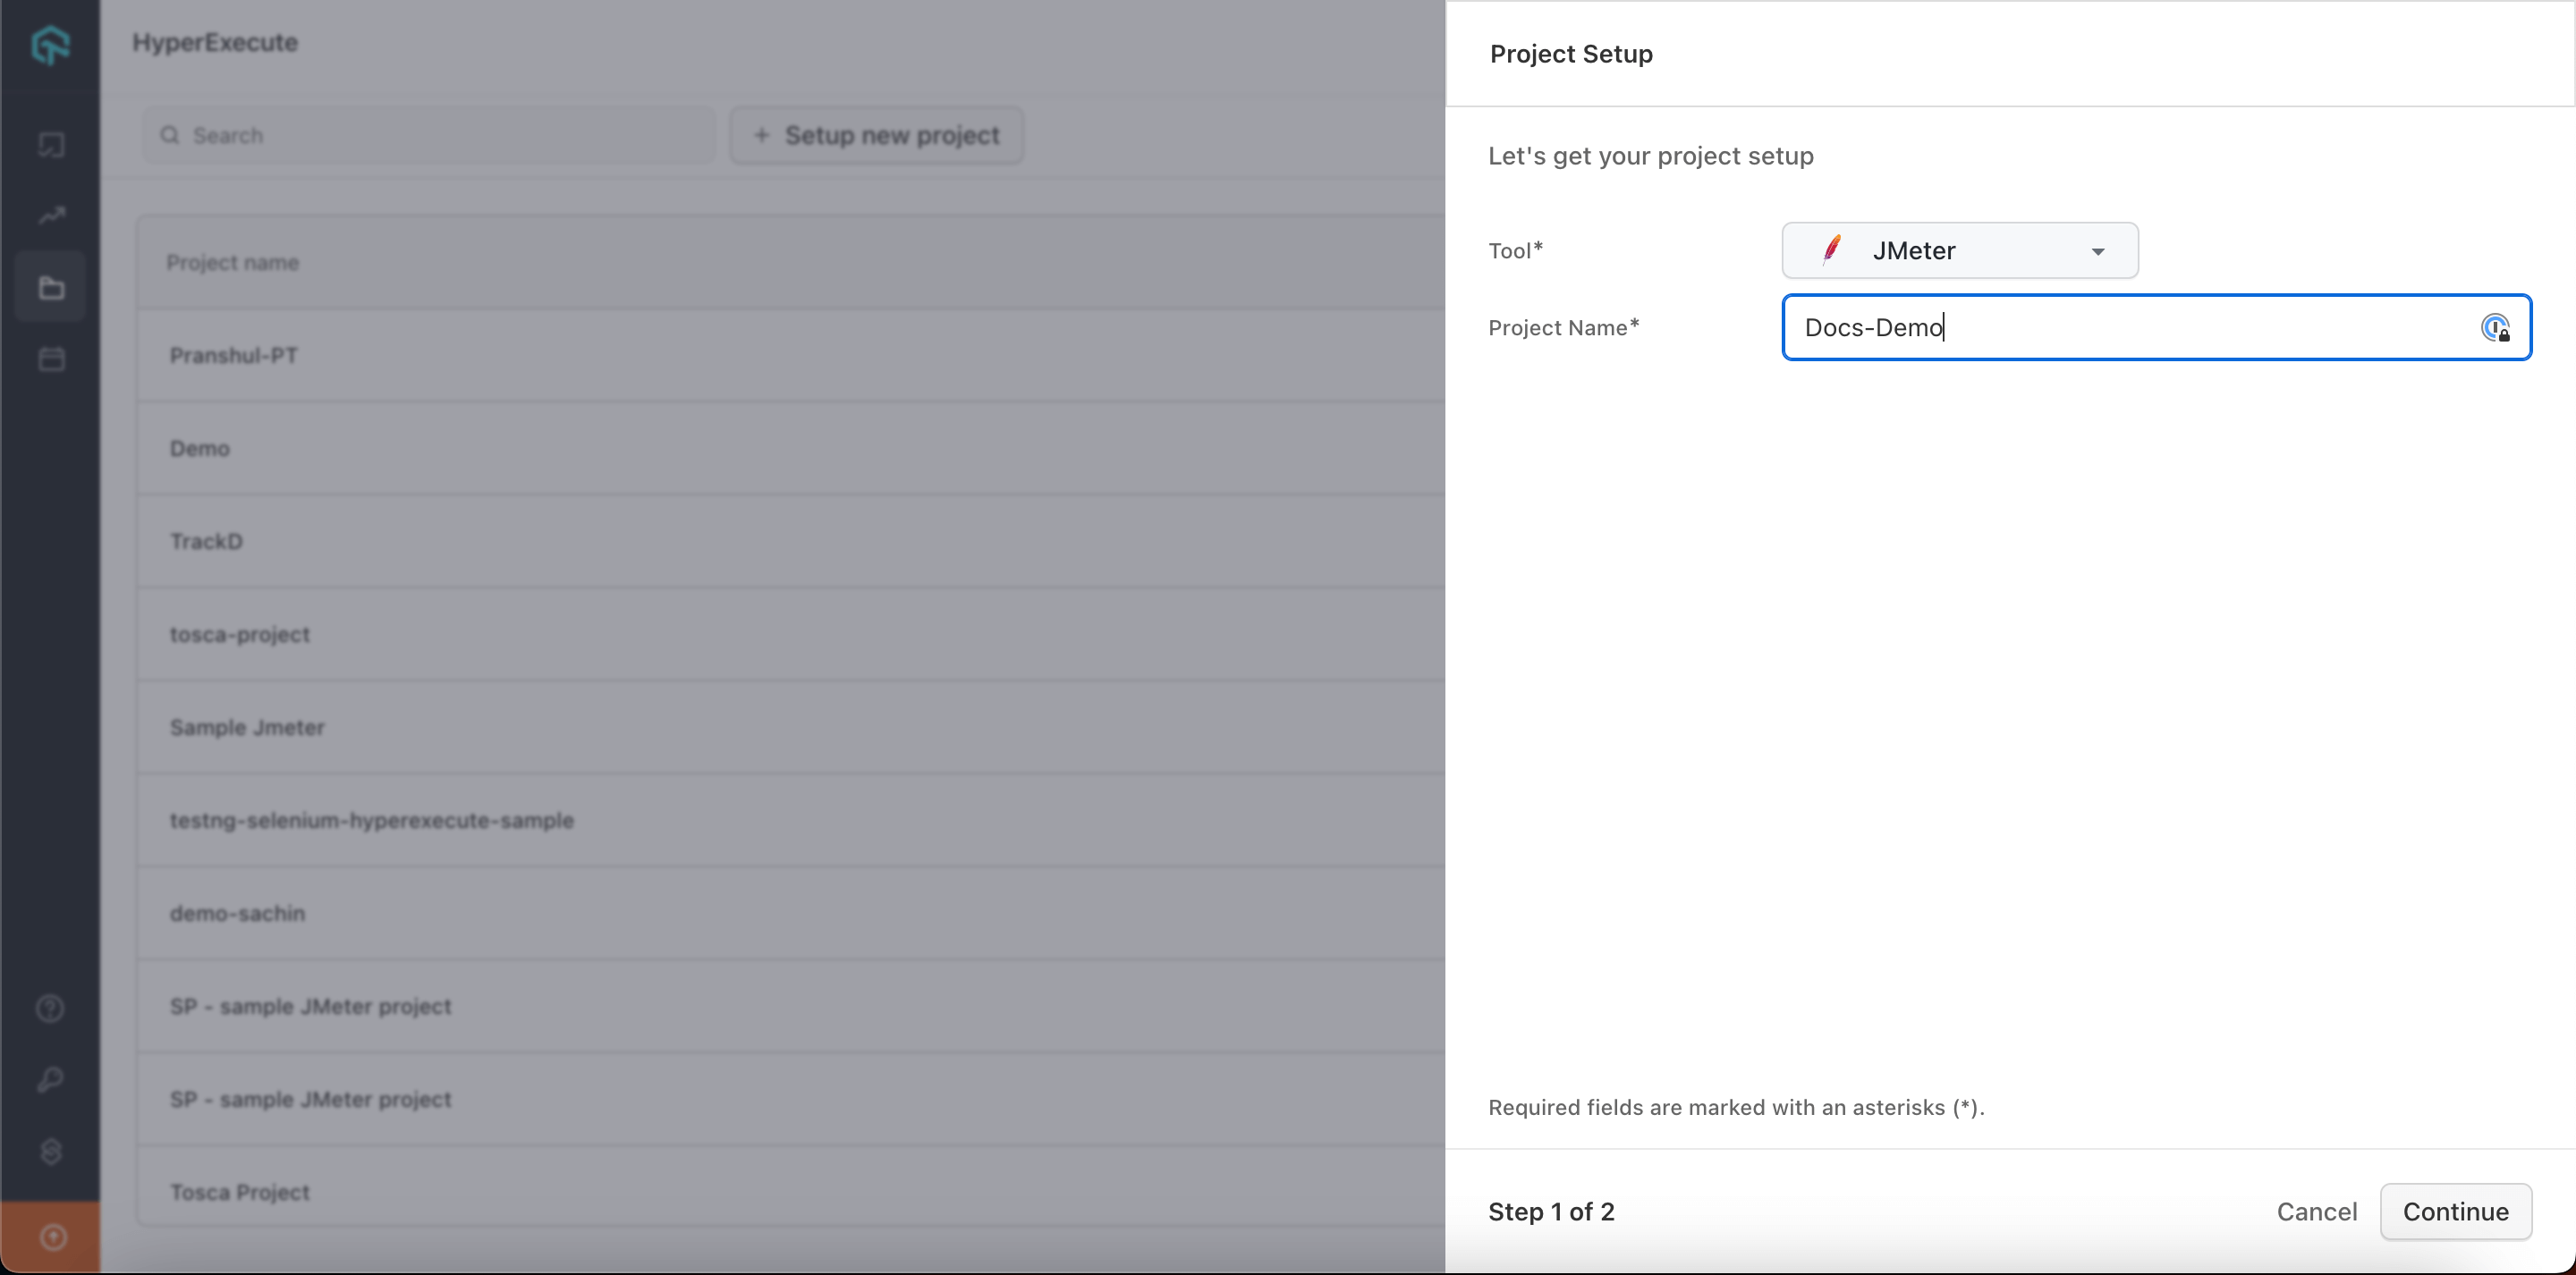 HyperExecute
Search
+ Setup new project
Project name
Pranshul-PT
Demo
TrackD
tosca-project
Sample Jmeter
testng-selenium-hyperexecute-sample
demo-sachin
SP - sample JMeter project
SP - sample JMeter project
Tosca Project
Project Setup
Let's get your project setup
Tool*
JMeter
Project Name*
Docs-Demo
Required fields are marked with an asterisks (*).
Step 1 of 2
Cancel
Continue